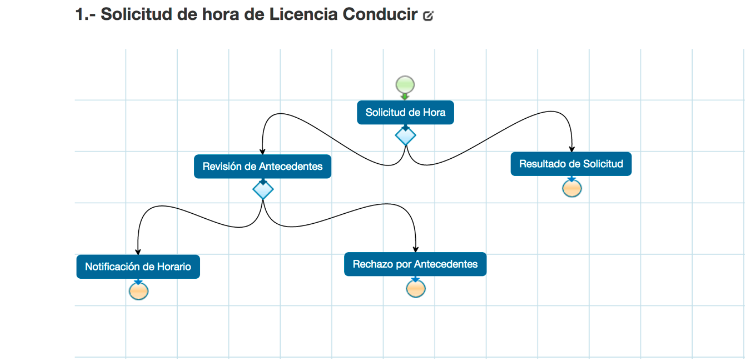 1.- Solicitud de hora de Licencia Conducir
Solicitud de Hora
Revisión de Antecedentes
Resultado de Solicitud
Notificación de Horario
Rechazo por Antecedentes